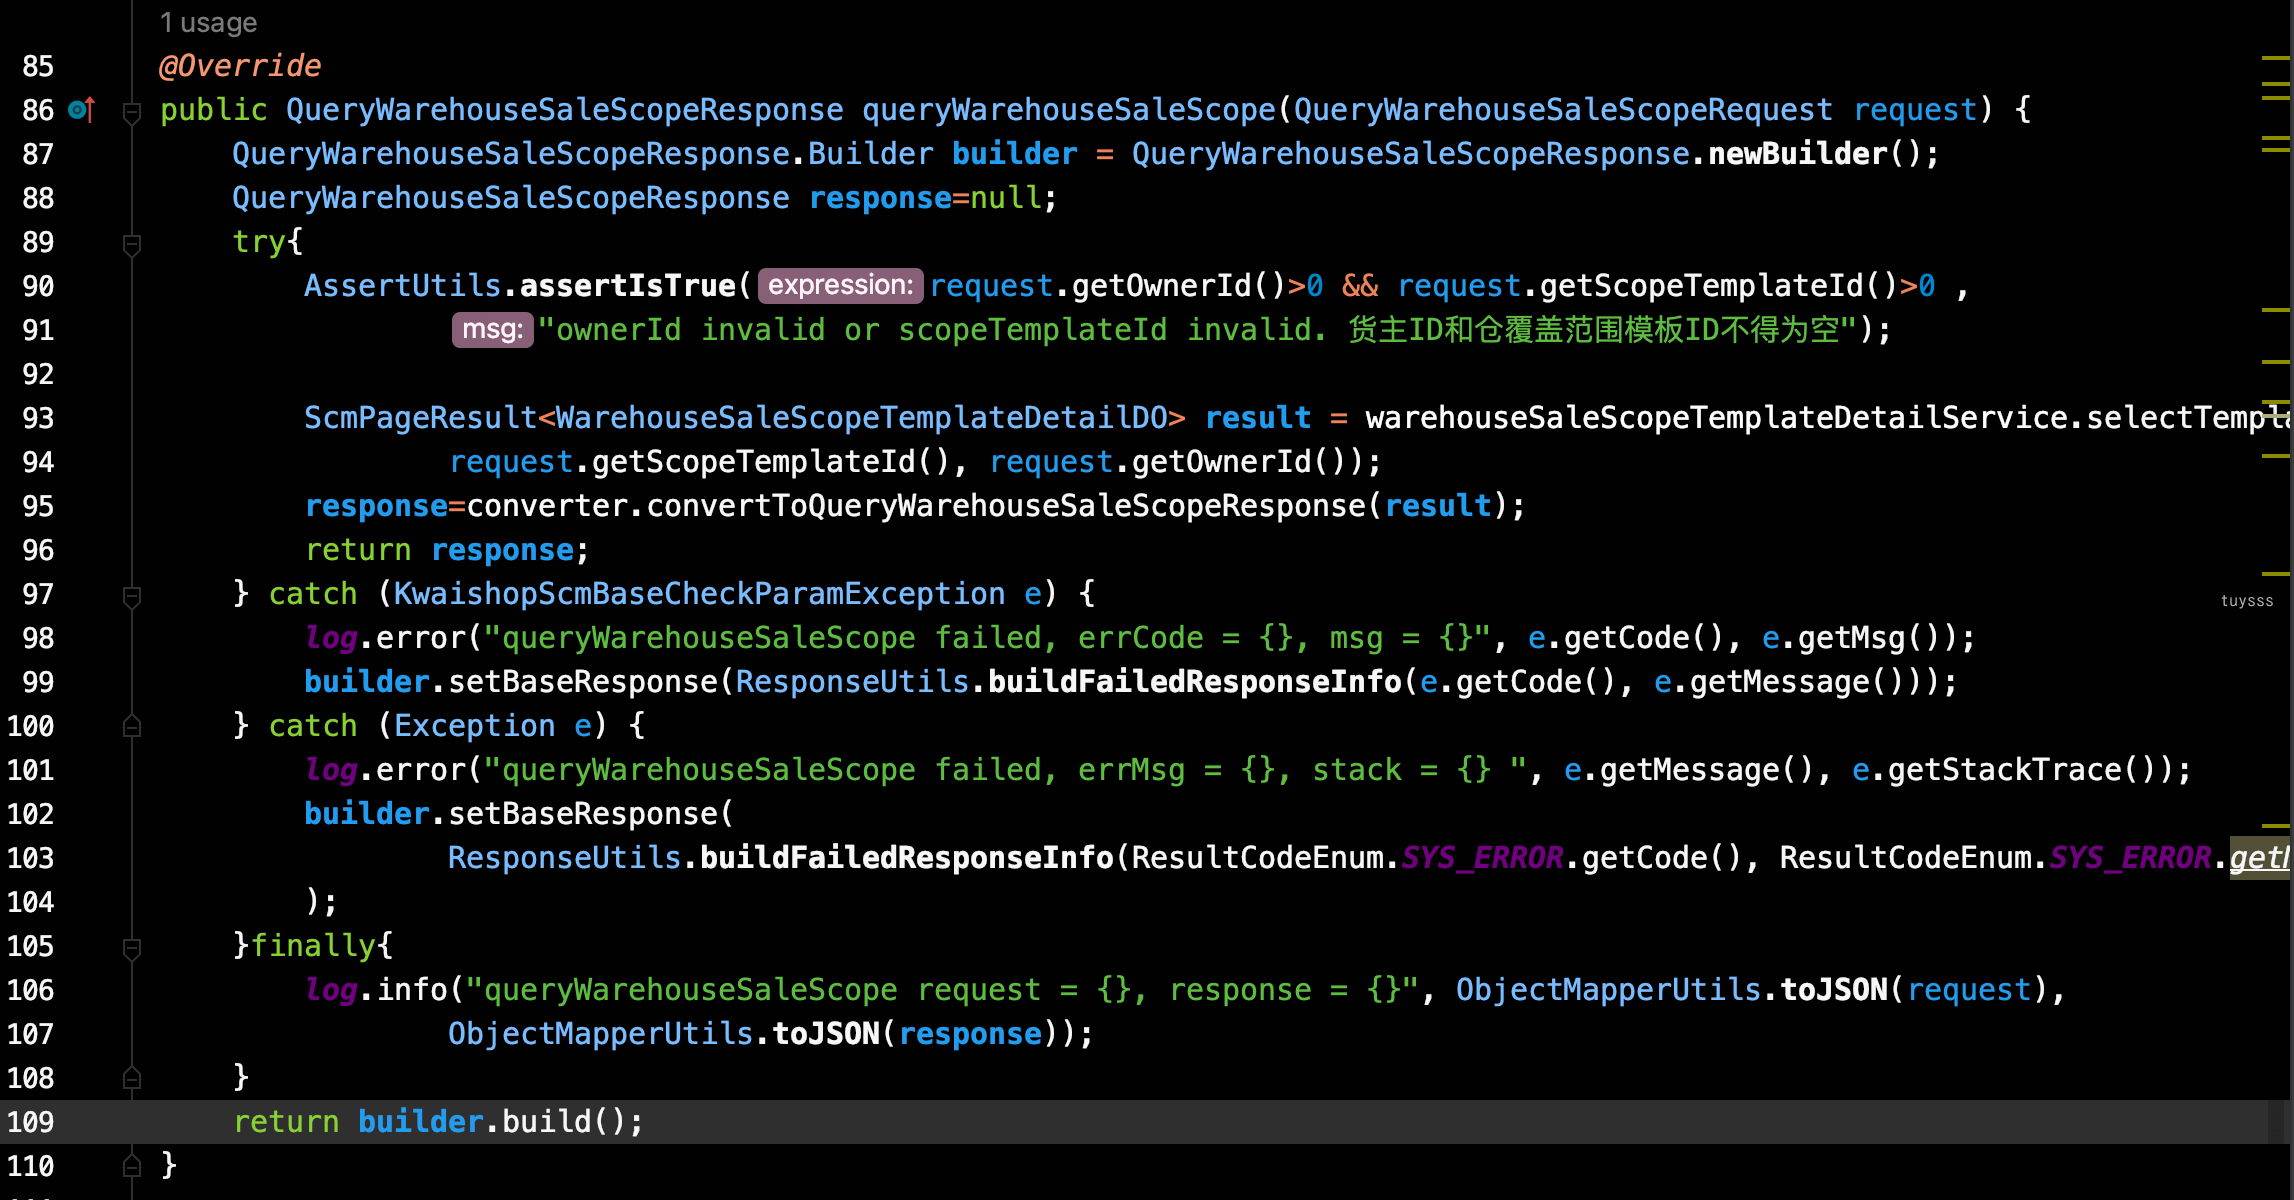 1 usage
85 @Override
86 public QueryWarehouseSaleScopeResponse queryWarehouseSaleScope(QueryWarehouseSaleScopeRequest request) {
87 QueryWarehouseSaleScopeResponse.Builder builder = QueryWarehouseSaleScopeResponse.newBuilder();
88 QueryWarehouseSaleScopeResponse response=null;
89 try{
90 AssertUtils.assertIsTrue( expression: request.getOwnerId()>0 && request.getScopeTemplateId()>0 ,
91 msg: "ownerId invalid or scopeTemplateId invalid. 货主ID和仓覆盖范围模板ID不得为空");
92
93 ScmPageResult<WarehouseSaleScopeTemplateDetailDO> result = warehouseSaleScopeTemplateDetailService.selectTempla
94 request.getScopeTemplateId(), request.getOwnerId());
95 response=converter.convertToQueryWarehouseSaleScopeResponse(result);
96 return response;
97 } catch (KwaishopScmBaseCheckParamException e) {
tuysss
98 log.error("queryWarehouseSaleScope failed, errCode = {}, msg = {}", e.getCode(), e.getMsg());
99 builder.setBaseResponse(ResponseUtils.buildFailedResponseInfo(e.getCode(), e.getMessage()));
100 } catch (Exception e) {
101 log.error("queryWarehouseSaleScope failed, errMsg = {}, stack = {} ", e.getMessage(), e.getStackTrace());
102 builder.setBaseResponse(
103 ResponseUtils.buildFailedResponseInfo(ResultCodeEnum.SYS_ERROR.getCode(), ResultCodeEnum.SYS_ERROR.get
104 );
105 }finally{
106 log.info("queryWarehouseSaleScope request = {}, response = {}", ObjectMapperUtils.toJSON(request),
107 ObjectMapperUtils.toJSON(response));
108 }
109 return builder.build();
110 }